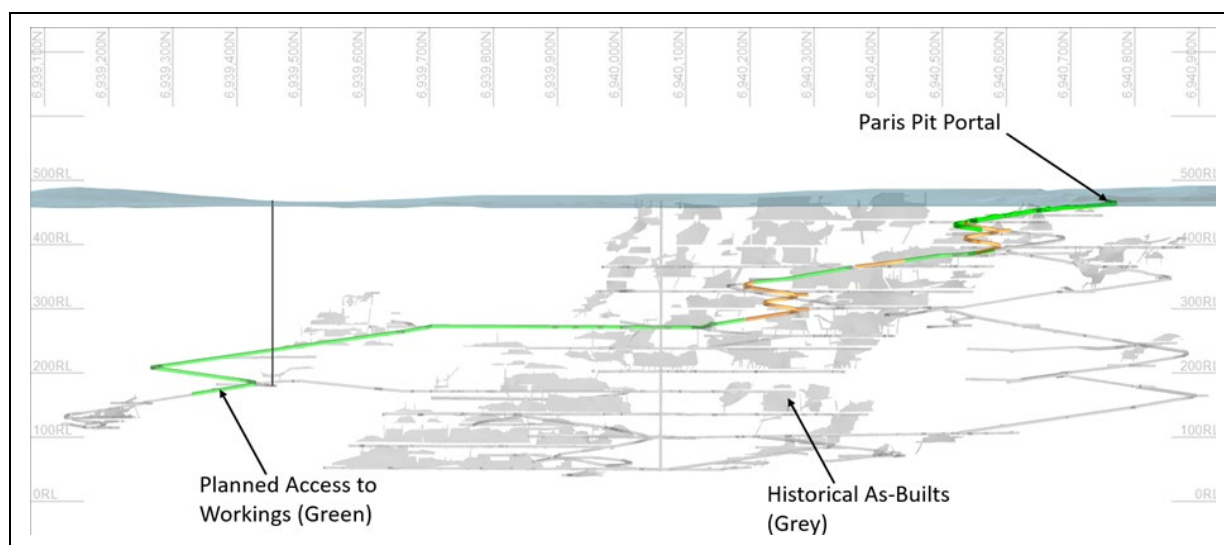 6,939,100N
6,939,200N
6,939,300N
6,939,400N
6,939,500N
6,939,600N
6,939,700N
6,939,800N
6,939,900N
6,940,000N
6,940,100N
6,940,200N
6,940,300N
6,940,400N
6,940,500N
6,940,600N
6,940,700N
6,940,800N
6,940,900N
Paris Pit Portal
500RL
500RL
400RL
400RL
300RL
300RL
200RL
200RL
100RL
100RL
0RL
0RL
Planned Access to
Workings (Green)
Historical As-Builts
(Grey)